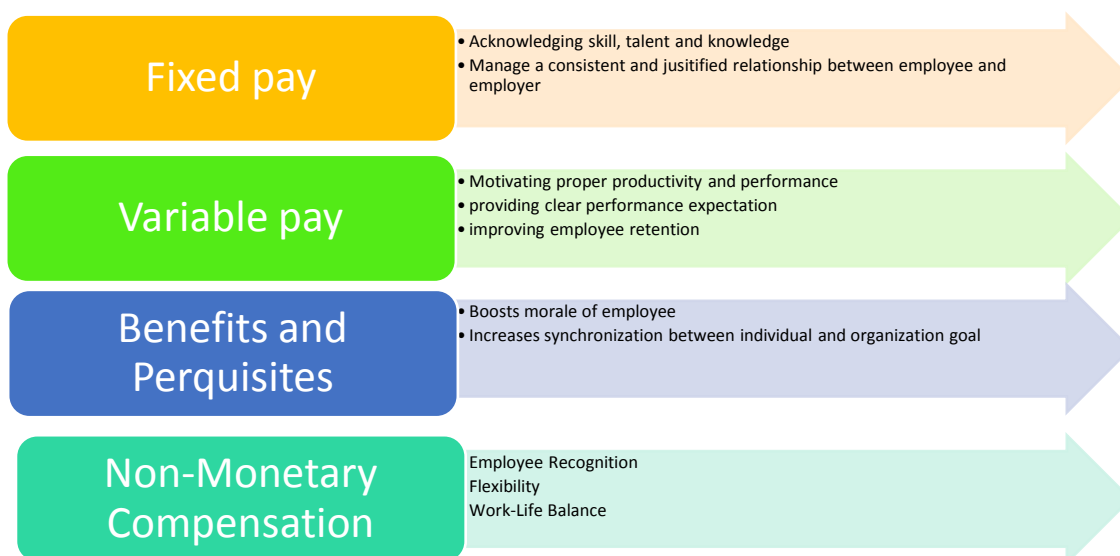 Fixed pay
• Acknowledging skill, talent and knowledge
• Manage a consistent and jusitified relationship between employee and
employer
Variable pay
• Motivating proper productivity and performance
• providing clear performance expectation
• improving employee retention
Benefits and
Perquisites
• Boosts morale of employee
• Increases synchronization between individual and organization goal
Non-Monetary
Compensation
Employee Recognition
Flexibility
Work-Life Balance